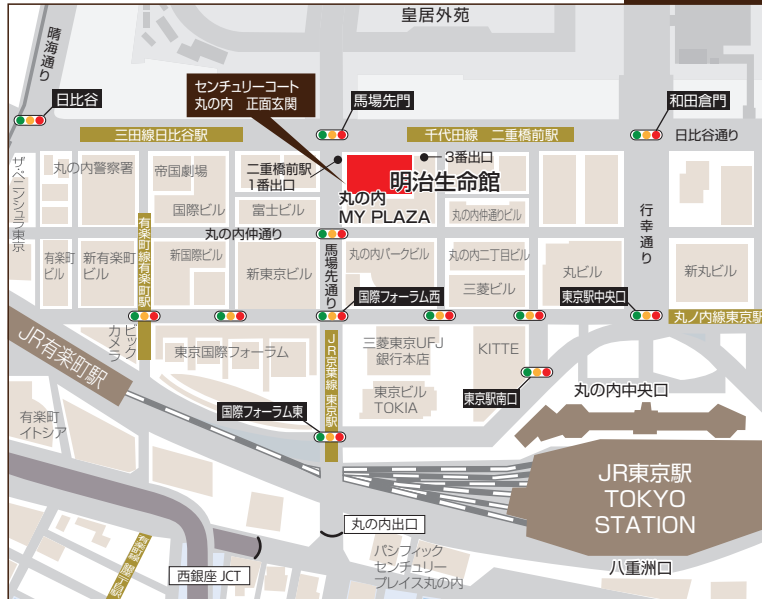 皇居外苑
晴海通り
日比谷
センチュリーコート
丸の内　正面玄関
馬場先門
和田倉門
三田線日比谷駅
千代田線　二重橋前駅
日比谷通り
ザ・ペニンシュラ東京
丸の内警察署
帝国劇場
二重橋前駅
1番出口
3番出口
明治生命館
丸の内
MY PLAZA
国際ビル
富士ビル
丸の内仲通りビル
行幸通り
有楽町線有楽町駅
丸の内仲通り
馬場先通り
有楽町
ビル
新有楽町
ビル
新国際ビル
新東京ビル
丸の内パークビル
丸の内二丁目ビル
丸ビル
新丸ビル
三菱ビル
国際フォーラム西
東京駅中央口
丸ノ内線東京駅
ビック
カメラ
JR有楽町駅
東京国際フォーラム
JR京葉線 東京駅
三菱東京UFJ
銀行本店
KITTE
東京ビル
TOKIA
東京駅南口
丸の内中央口
有楽町
イトシア
国際フォーラム東
JR東京駅
TOKYO
STATION
丸の内出口
西銀座 JCT
パシフィック
センチュリー
プレイス丸の内
八重洲口